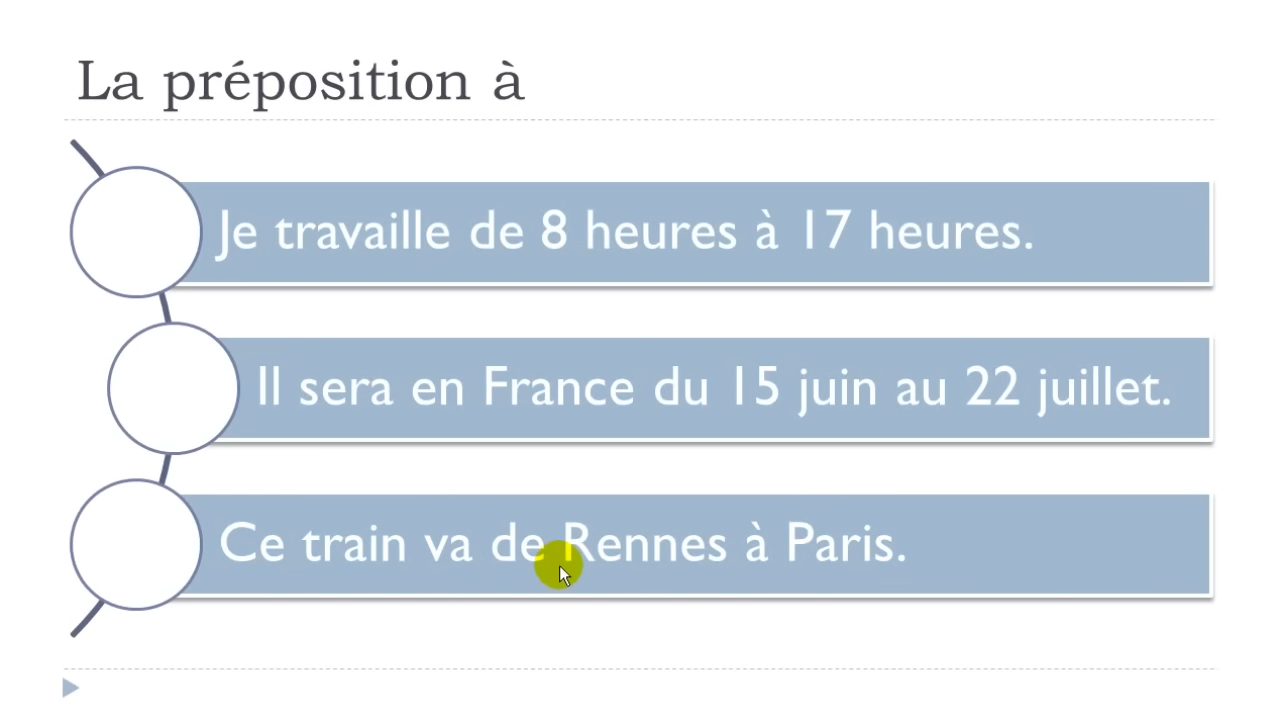 La préposition à
Je travaille de 8 heures à 17 heures.
Il sera en France du 15 juin au 22 juillet.
Ce train va de Rennes à Paris.